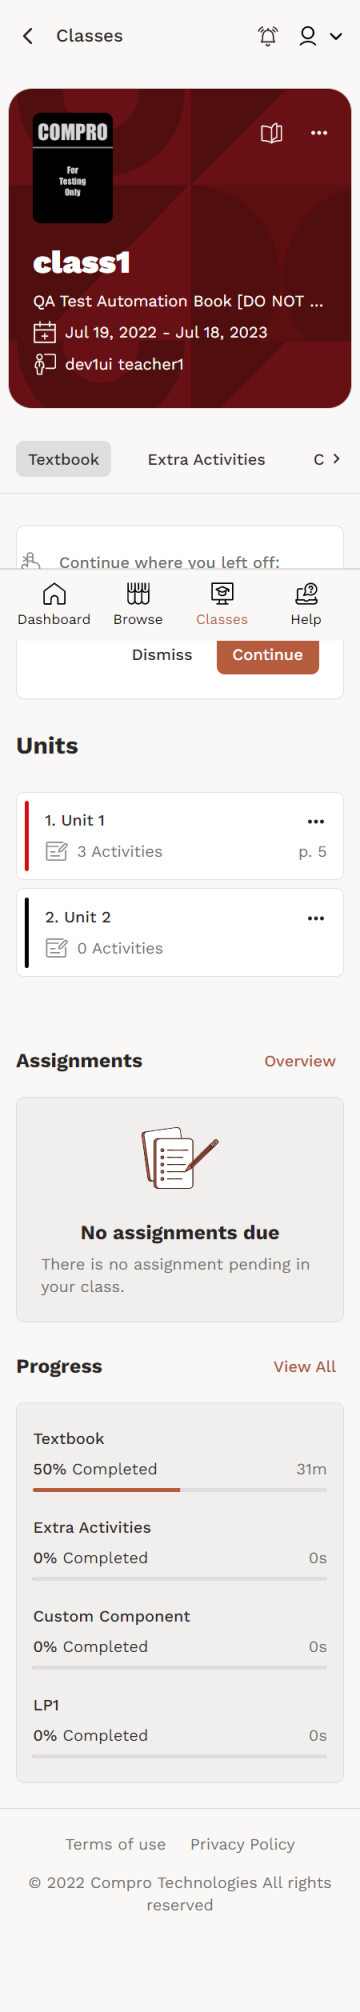 Classes
COMPRO
For
Testing
Only
class1
QA Test Automation Book [DO NOT ...
Jul 19, 2022 - Jul 18, 2023
dev1ui teacher1
Textbook
Extra Activities
C
Continue where you left off:
Dashboard
Browse
Classes
Help
Dismiss
Continue
Units
1. Unit 1
3 Activities
p. 5
2. Unit 2
0 Activities
Assignments
Overview
No assignments due
There is no assignment pending in
your class.
Progress
View All
Textbook
50% Completed
31m
Extra Activities
0% Completed
0s
Custom Component
0% Completed
0s
LP1
0% Completed
0s
Terms of use
Privacy Policy
© 2022 Compro Technologies All rights
reserved